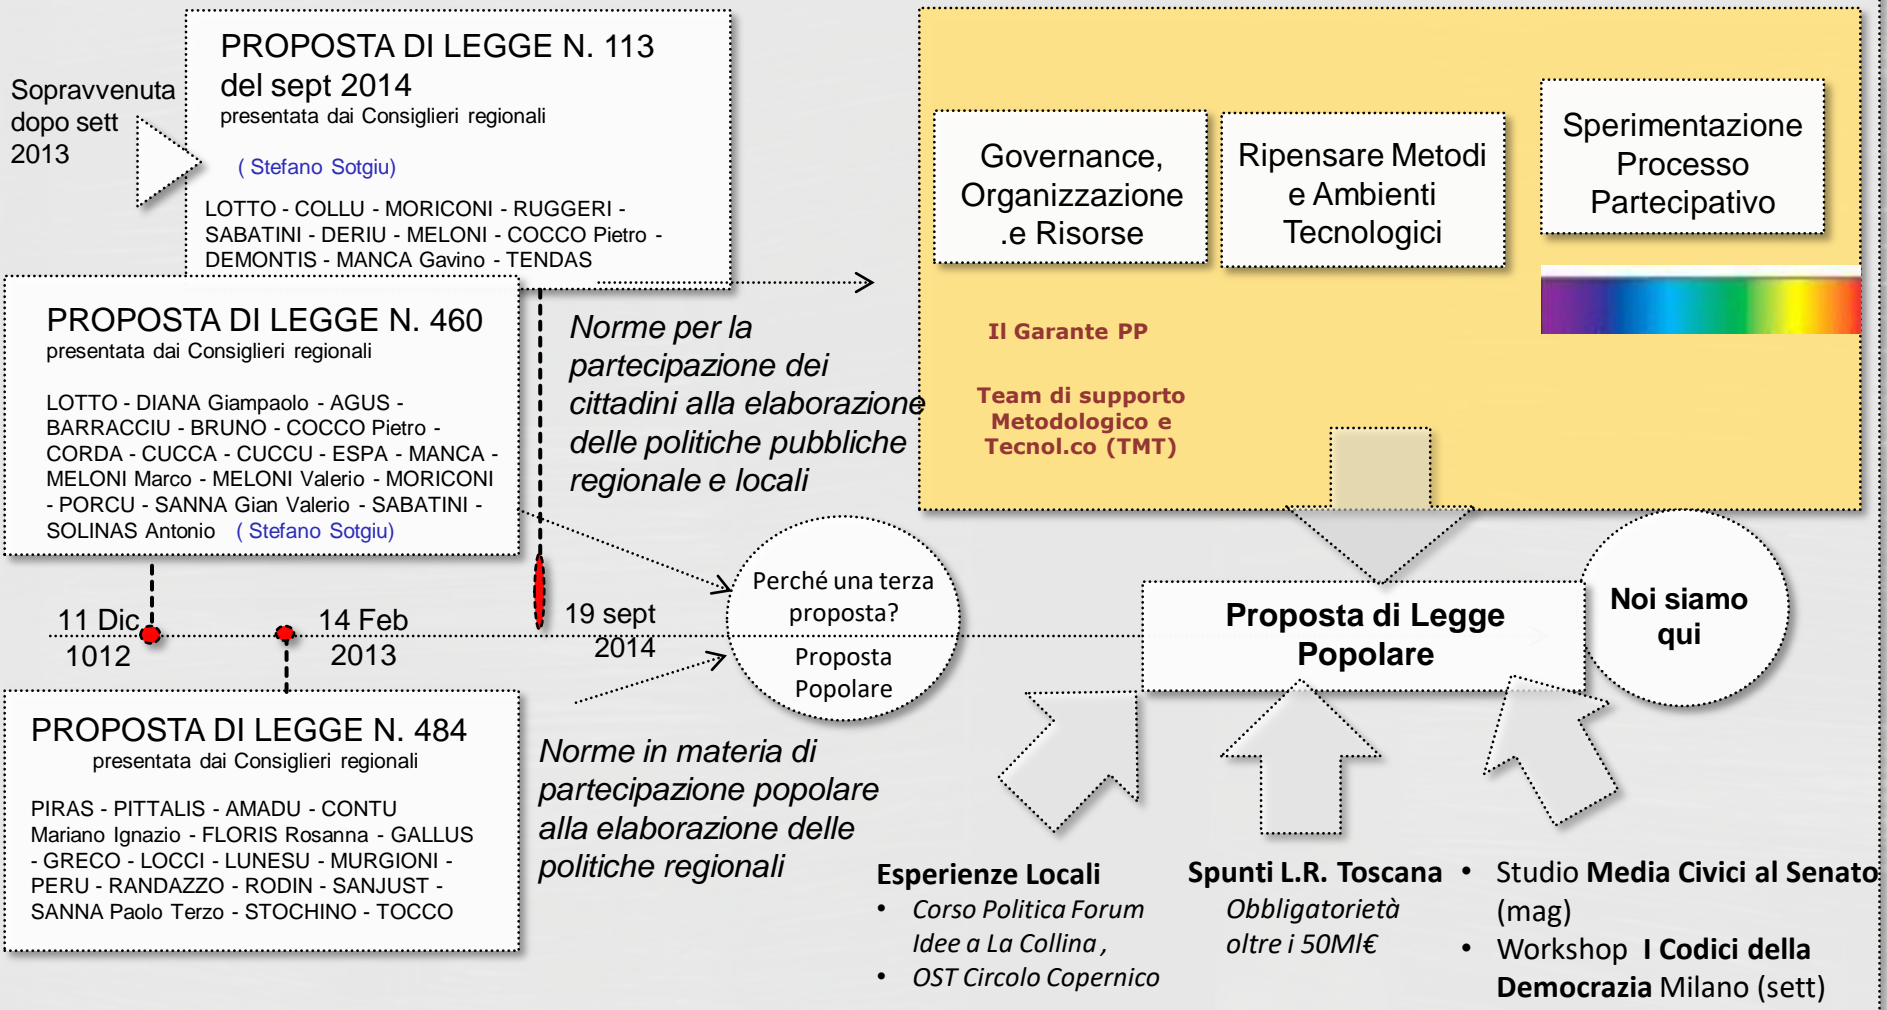 Sopravvenuta
dopo sett
2013
PROPOSTA DI LEGGE N. 113
del sept 2014
presentata dai Consiglieri regionali
( Stefano Sotgiu)
LOTTO - COLLU - MORICONI - RUGGERI -
SABATINI - DERIU - MELONI - COCCO Pietro -
DEMONTIS - MANCA Gavino - TENDAS
PROPOSTA DI LEGGE N. 460
presentata dai Consiglieri regionali
LOTTO - DIANA Giampaolo - AGUS -
BARRACCIU - BRUNO - COCCO Pietro -
CORDA - CUCCA - CUCCU - ESPA - MANCA -
MELONI Marco - MELONI Valerio - MORICONI
- PORCU - SANNA Gian Valerio - SABATINI -
SOLINAS Antonio ( Stefano Sotgiu)
Norme per la
partecipazione dei
cittadini alla elaborazione
delle politiche pubbliche
regionale e locali
11 Dic
1012
14 Feb
2013
19 sept
2014
PROPOSTA DI LEGGE N. 484
presentata dai Consiglieri regionali
PIRAS - PITTALIS - AMADU - CONTU
Mariano Ignazio - FLORIS Rosanna - GALLUS
- GRECO - LOCCI - LUNESU - MURGIONI -
PERU - RANDAZZO - RODIN - SANJUST -
SANNA Paolo Terzo - STOCHINO - TOCCO
Norme in materia di
partecipazione popolare
alla elaborazione delle
politiche regionali
Perché una terza
proposta?
Proposta
Popolare
Governance,
Organizzazione
.e Risorse
Ripensare Metodi
e Ambienti
Tecnologici
Sperimentazione
Processo
Partecipativo
Il Garante PP
Team di supporto
Metodologico e
Tecnol.co (TMT)
Proposta di Legge
Popolare
Noi siamo
qui
Esperienze Locali
• Corso Politica Forum
Idee a La Collina ,
• OST Circolo Copernico
Spunti L.R. Toscana
Obbligatorietà
oltre i 50Ml€
• Studio Media Civici al Senato
(mag)
• Workshop I Codici della
Democrazia Milano (sett)